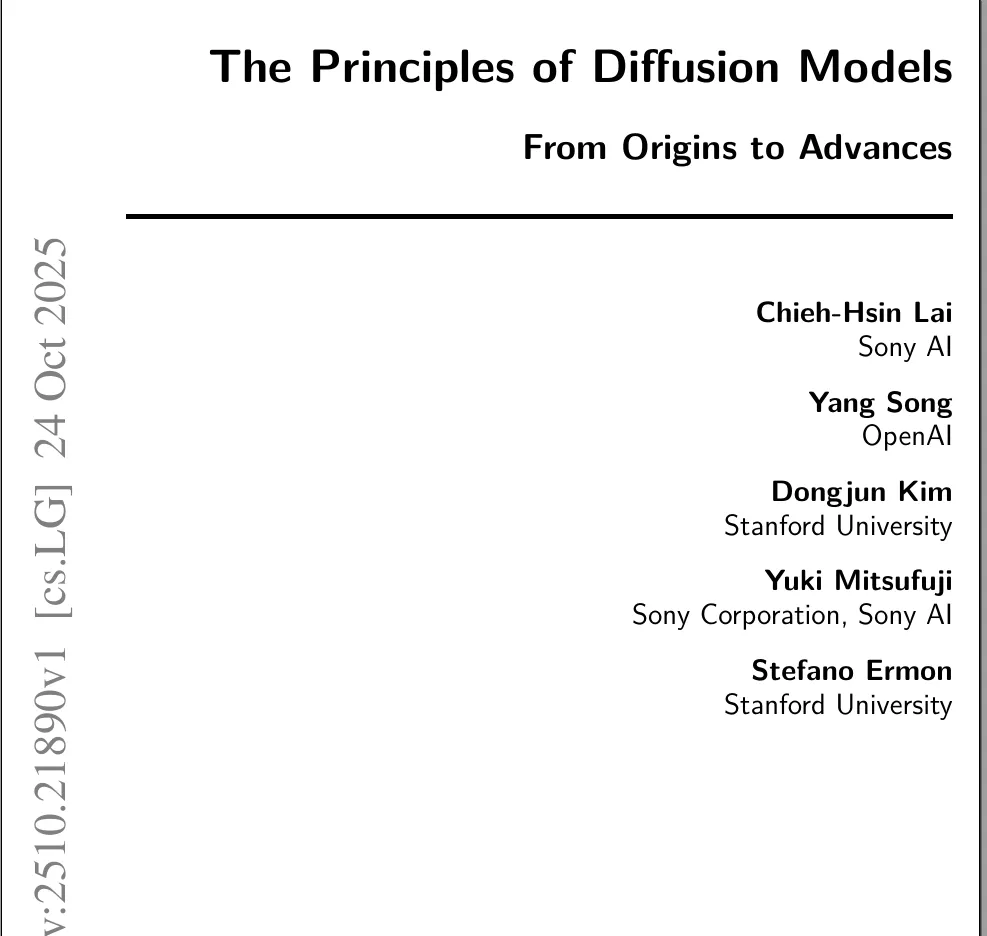 The Principles of Diffusion Models
From Origins to Advances
Chieh-Hsin Lai
Sony AI
Yang Song
OpenAI
Dongjun Kim
Stanford University
Yuki Mitsufuji
Sony Corporation, Sony AI
Stefano Ermon
Stanford University
v:2510.21890v1 [cs.LG] 24 Oct 2025